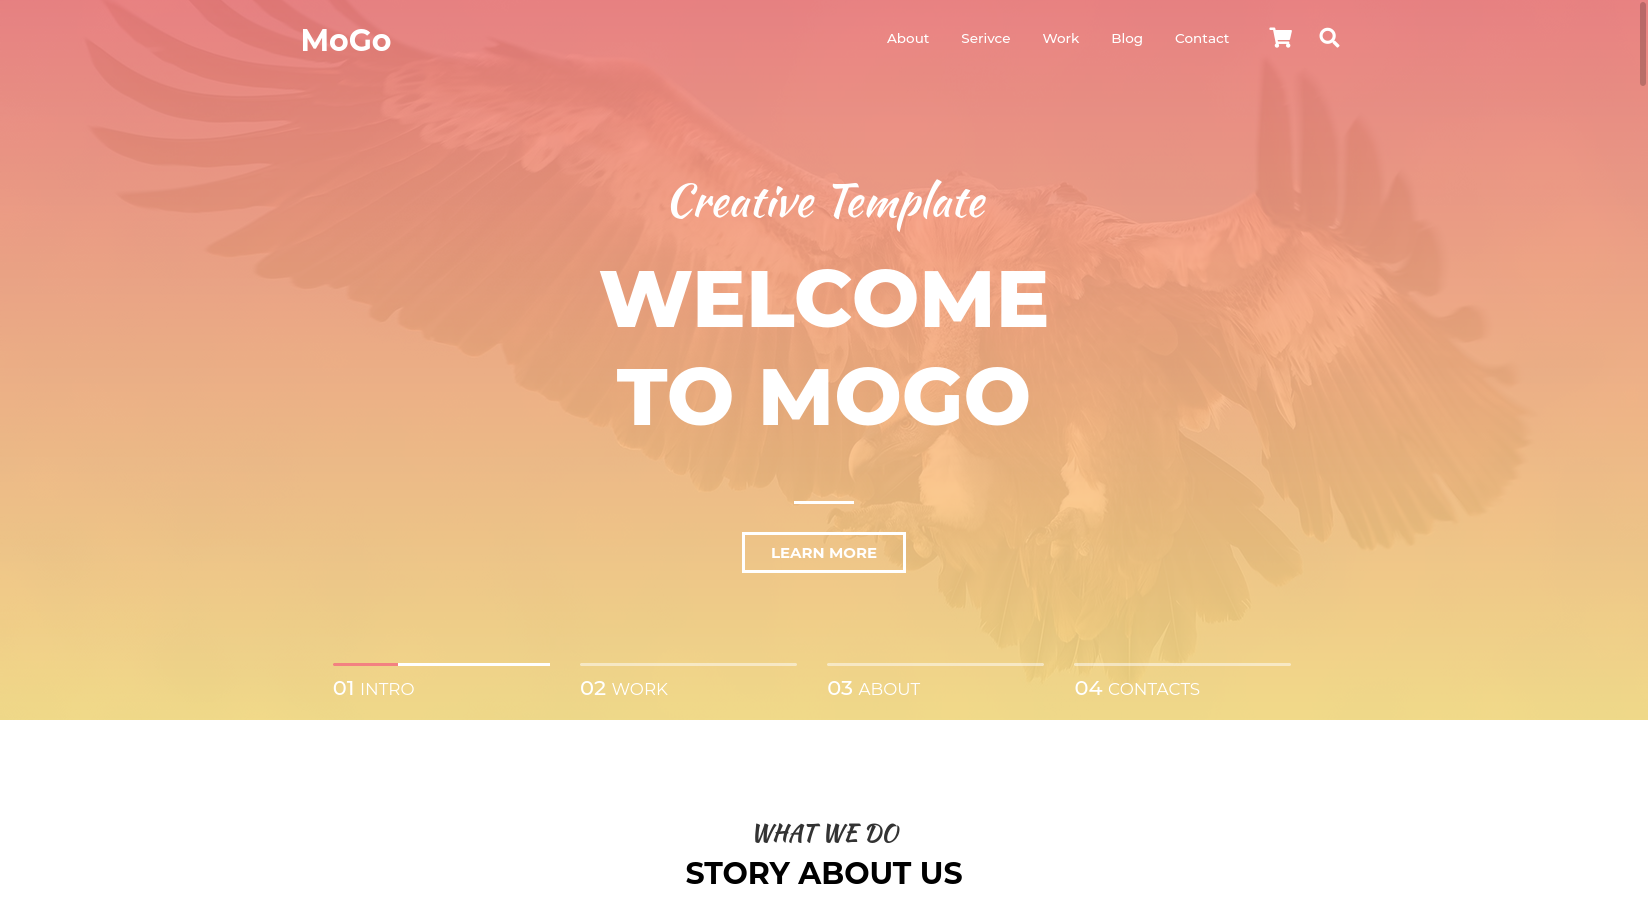 MoGo
About Serivce Work Blog Contact
Creative Template
WELCOME
TO MOGO
LEARN MORE
01 INTRO 02 WORK 03 ABOUT 04 CONTACTS
WHAT WE DO
STORY ABOUT US